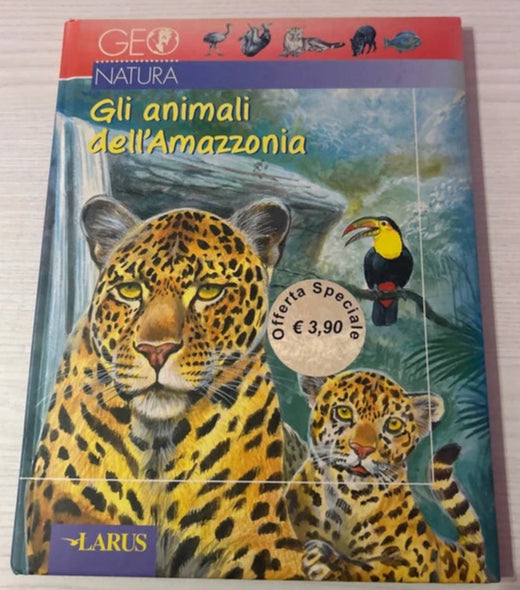 GEO
NATURA
Gli animali
dell'Amazzonia
Offerta Speciale
€ 3,90
LARUS